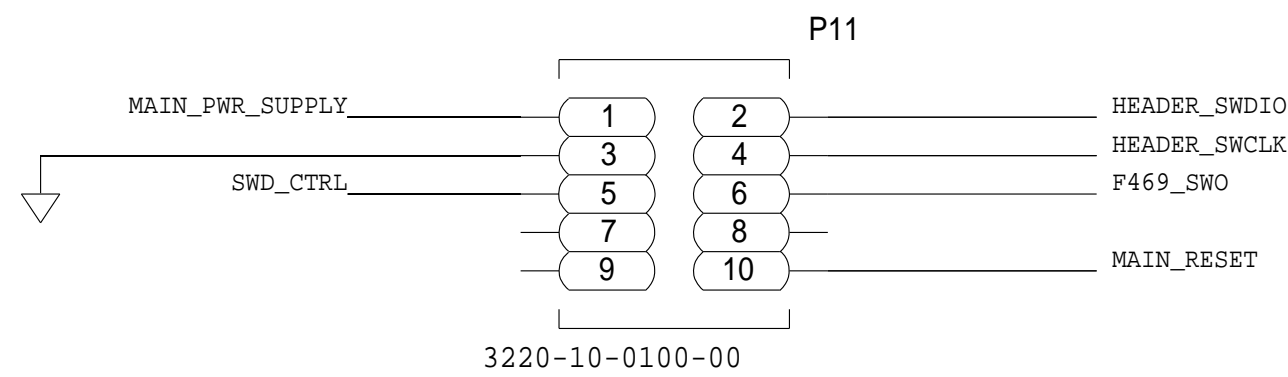 P11
MAIN_PWR_SUPPLY 1 2 HEADER_SWDIO
3 4 HEADER_SWCLK
SWD_CTRL 5 6 F469_SWO
7 8
9 10 MAIN_RESET
3220-10-0100-00